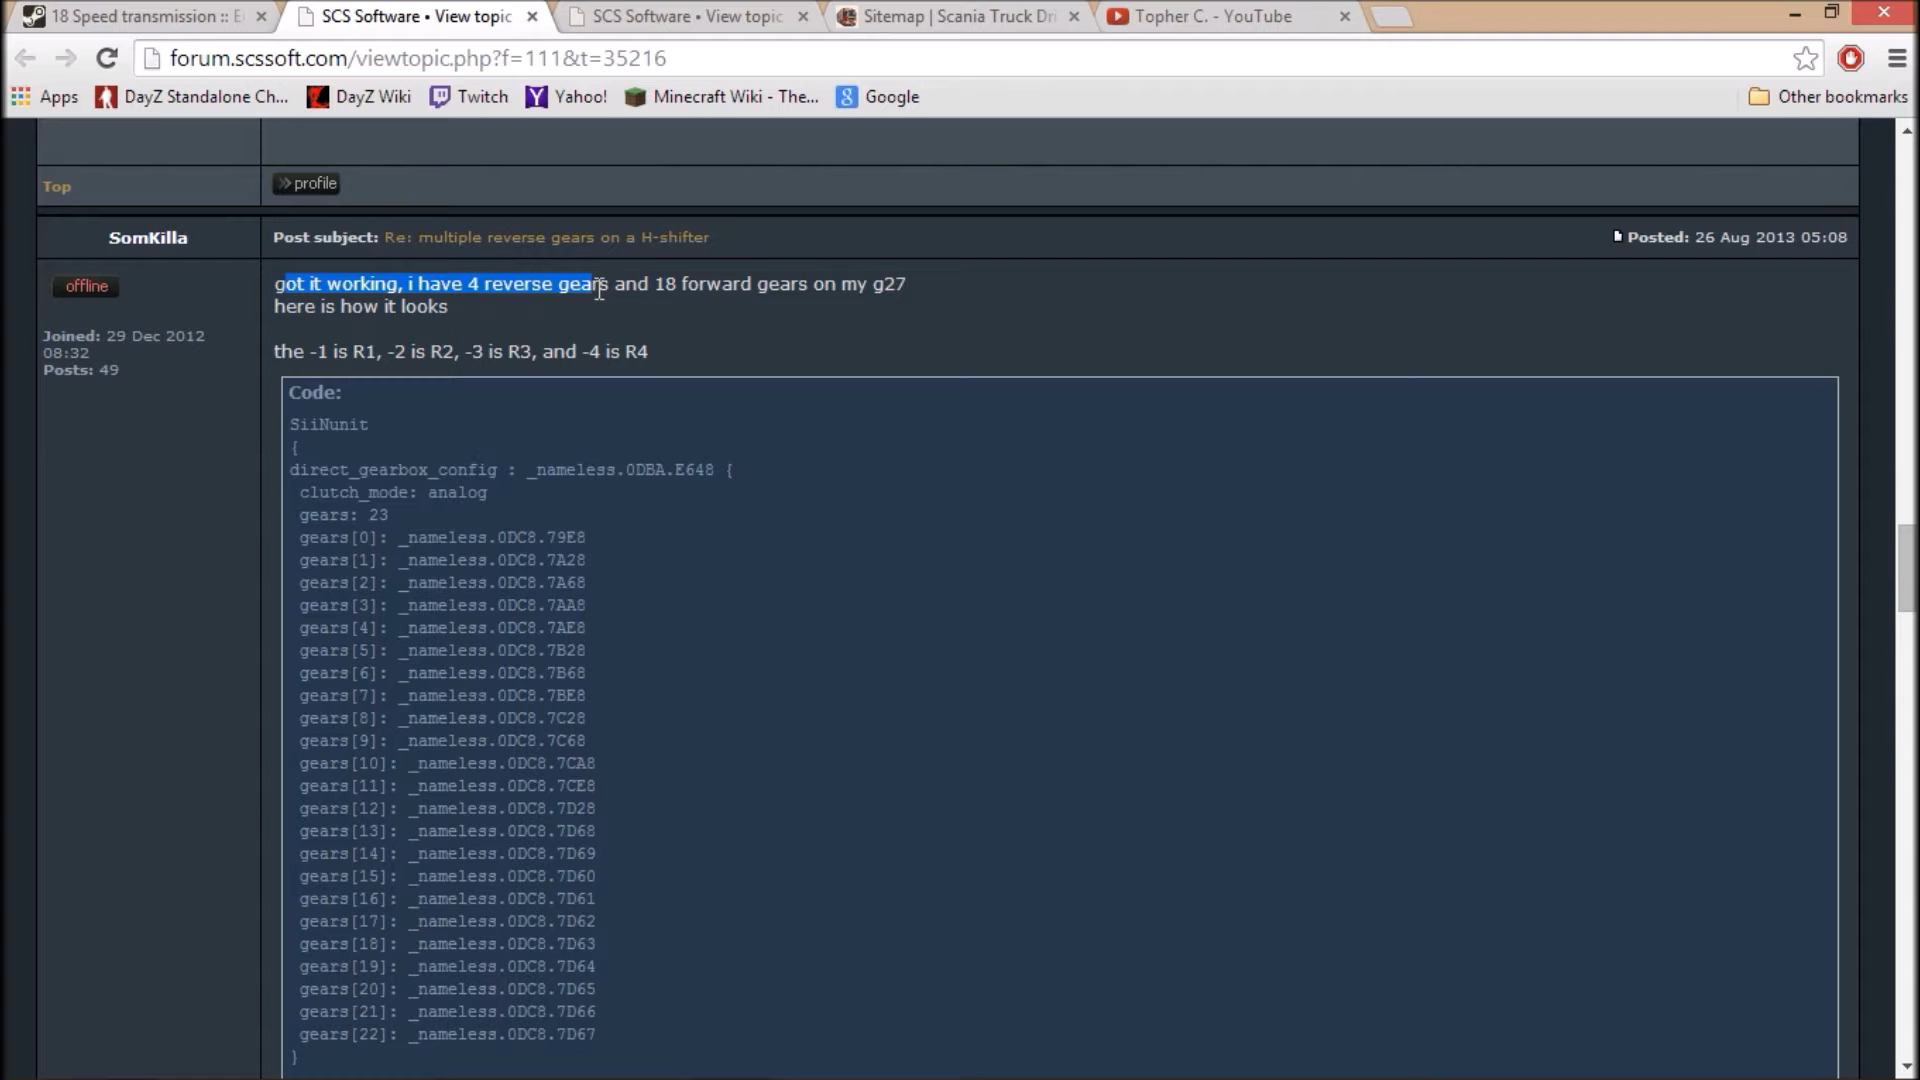 18 Speed transmission :: E
SCS Software • View topic
SCS Software • View topic
Sitemap | Scania Truck Dri
Topher C. - YouTube
forum.scssoft.com/viewtopic.php?f=111&t=35216
Apps
DayZ Standalone Ch...
DayZ Wiki
Twitch
Yahoo!
Minecraft Wiki - The...
Google
Other bookmarks
Top
profile
SomKilla
Post subject: Re: multiple reverse gears on a H-shifter
Posted: 26 Aug 2013 05:08
offline
Joined: 29 Dec 2012
08:32
Posts: 49
got it working, i have 4 reverse gears and 18 forward gears on my g27
here is how it looks
the -1 is R1, -2 is R2, -3 is R3, and -4 is R4
Code:
SiiNunit
{
direct_gearbox_config : _nameless.0DBA.E648 {
clutch_mode: analog
gears: 23
gears[0]: _nameless.0DC8.79E8
gears[1]: _nameless.0DC8.7A28
gears[2]: _nameless.0DC8.7A68
gears[3]: _nameless.0DC8.7AA8
gears[4]: _nameless.0DC8.7AE8
gears[5]: _nameless.0DC8.7B28
gears[6]: _nameless.0DC8.7B68
gears[7]: _nameless.0DC8.7BE8
gears[8]: _nameless.0DC8.7C28
gears[9]: _nameless.0DC8.7C68
gears[10]: _nameless.0DC8.7CA8
gears[11]: _nameless.0DC8.7CE8
gears[12]: _nameless.0DC8.7D28
gears[13]: _nameless.0DC8.7D68
gears[14]: _nameless.0DC8.7D69
gears[15]: _nameless.0DC8.7D60
gears[16]: _nameless.0DC8.7D61
gears[17]: _nameless.0DC8.7D62
gears[18]: _nameless.0DC8.7D63
gears[19]: _nameless.0DC8.7D64
gears[20]: _nameless.0DC8.7D65
gears[21]: _nameless.0DC8.7D66
gears[22]: _nameless.0DC8.7D67
}